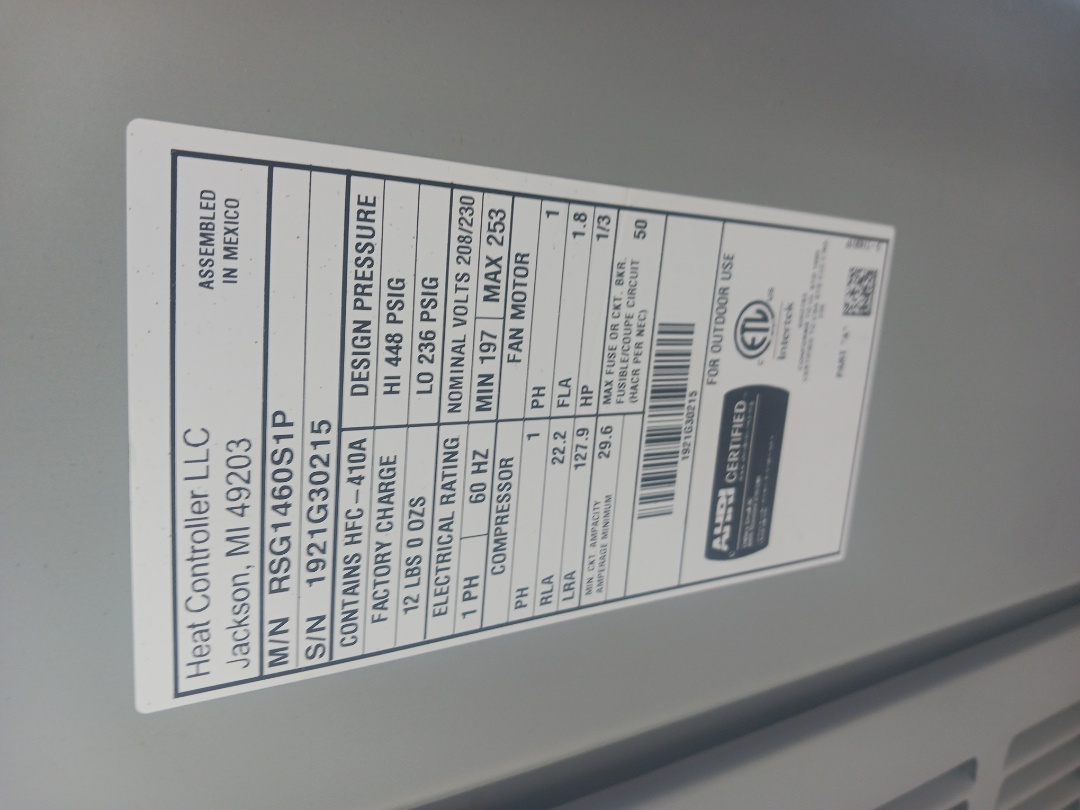 Heat Controller LLC
Jackson, MI 49203
ASSEMBLED
IN MEXICO
M/N RSG1460S1P
S/N 1921G30215
CONTAINS HFC-410A
FACTORY CHARGE
12 LBS 0 OZS
DESIGN PRESSURE
HI 448 PSIG
LO 236 PSIG
ELECTRICAL RATING
NOMINAL VOLTS 208/230
1 PH 60 HZ
MIN 197 MAX 253
COMPRESSOR
FAN MOTOR
PH 1
PH 1
RLA 22.2
FLA 1.8
LRA 127.9
HP 1/3
MIN. CKT. AMPACITY
AMPERAGE MINIMUM 29.6
MAX FUSE OR CKT. BKR.
FUSIBLE/COUPE CIRCUIT 50
(HACR PER NEC)
1921G30215
FOR OUTDOOR USE
AHRI CERTIFIED
C ETL US
Intertek
PART "A"